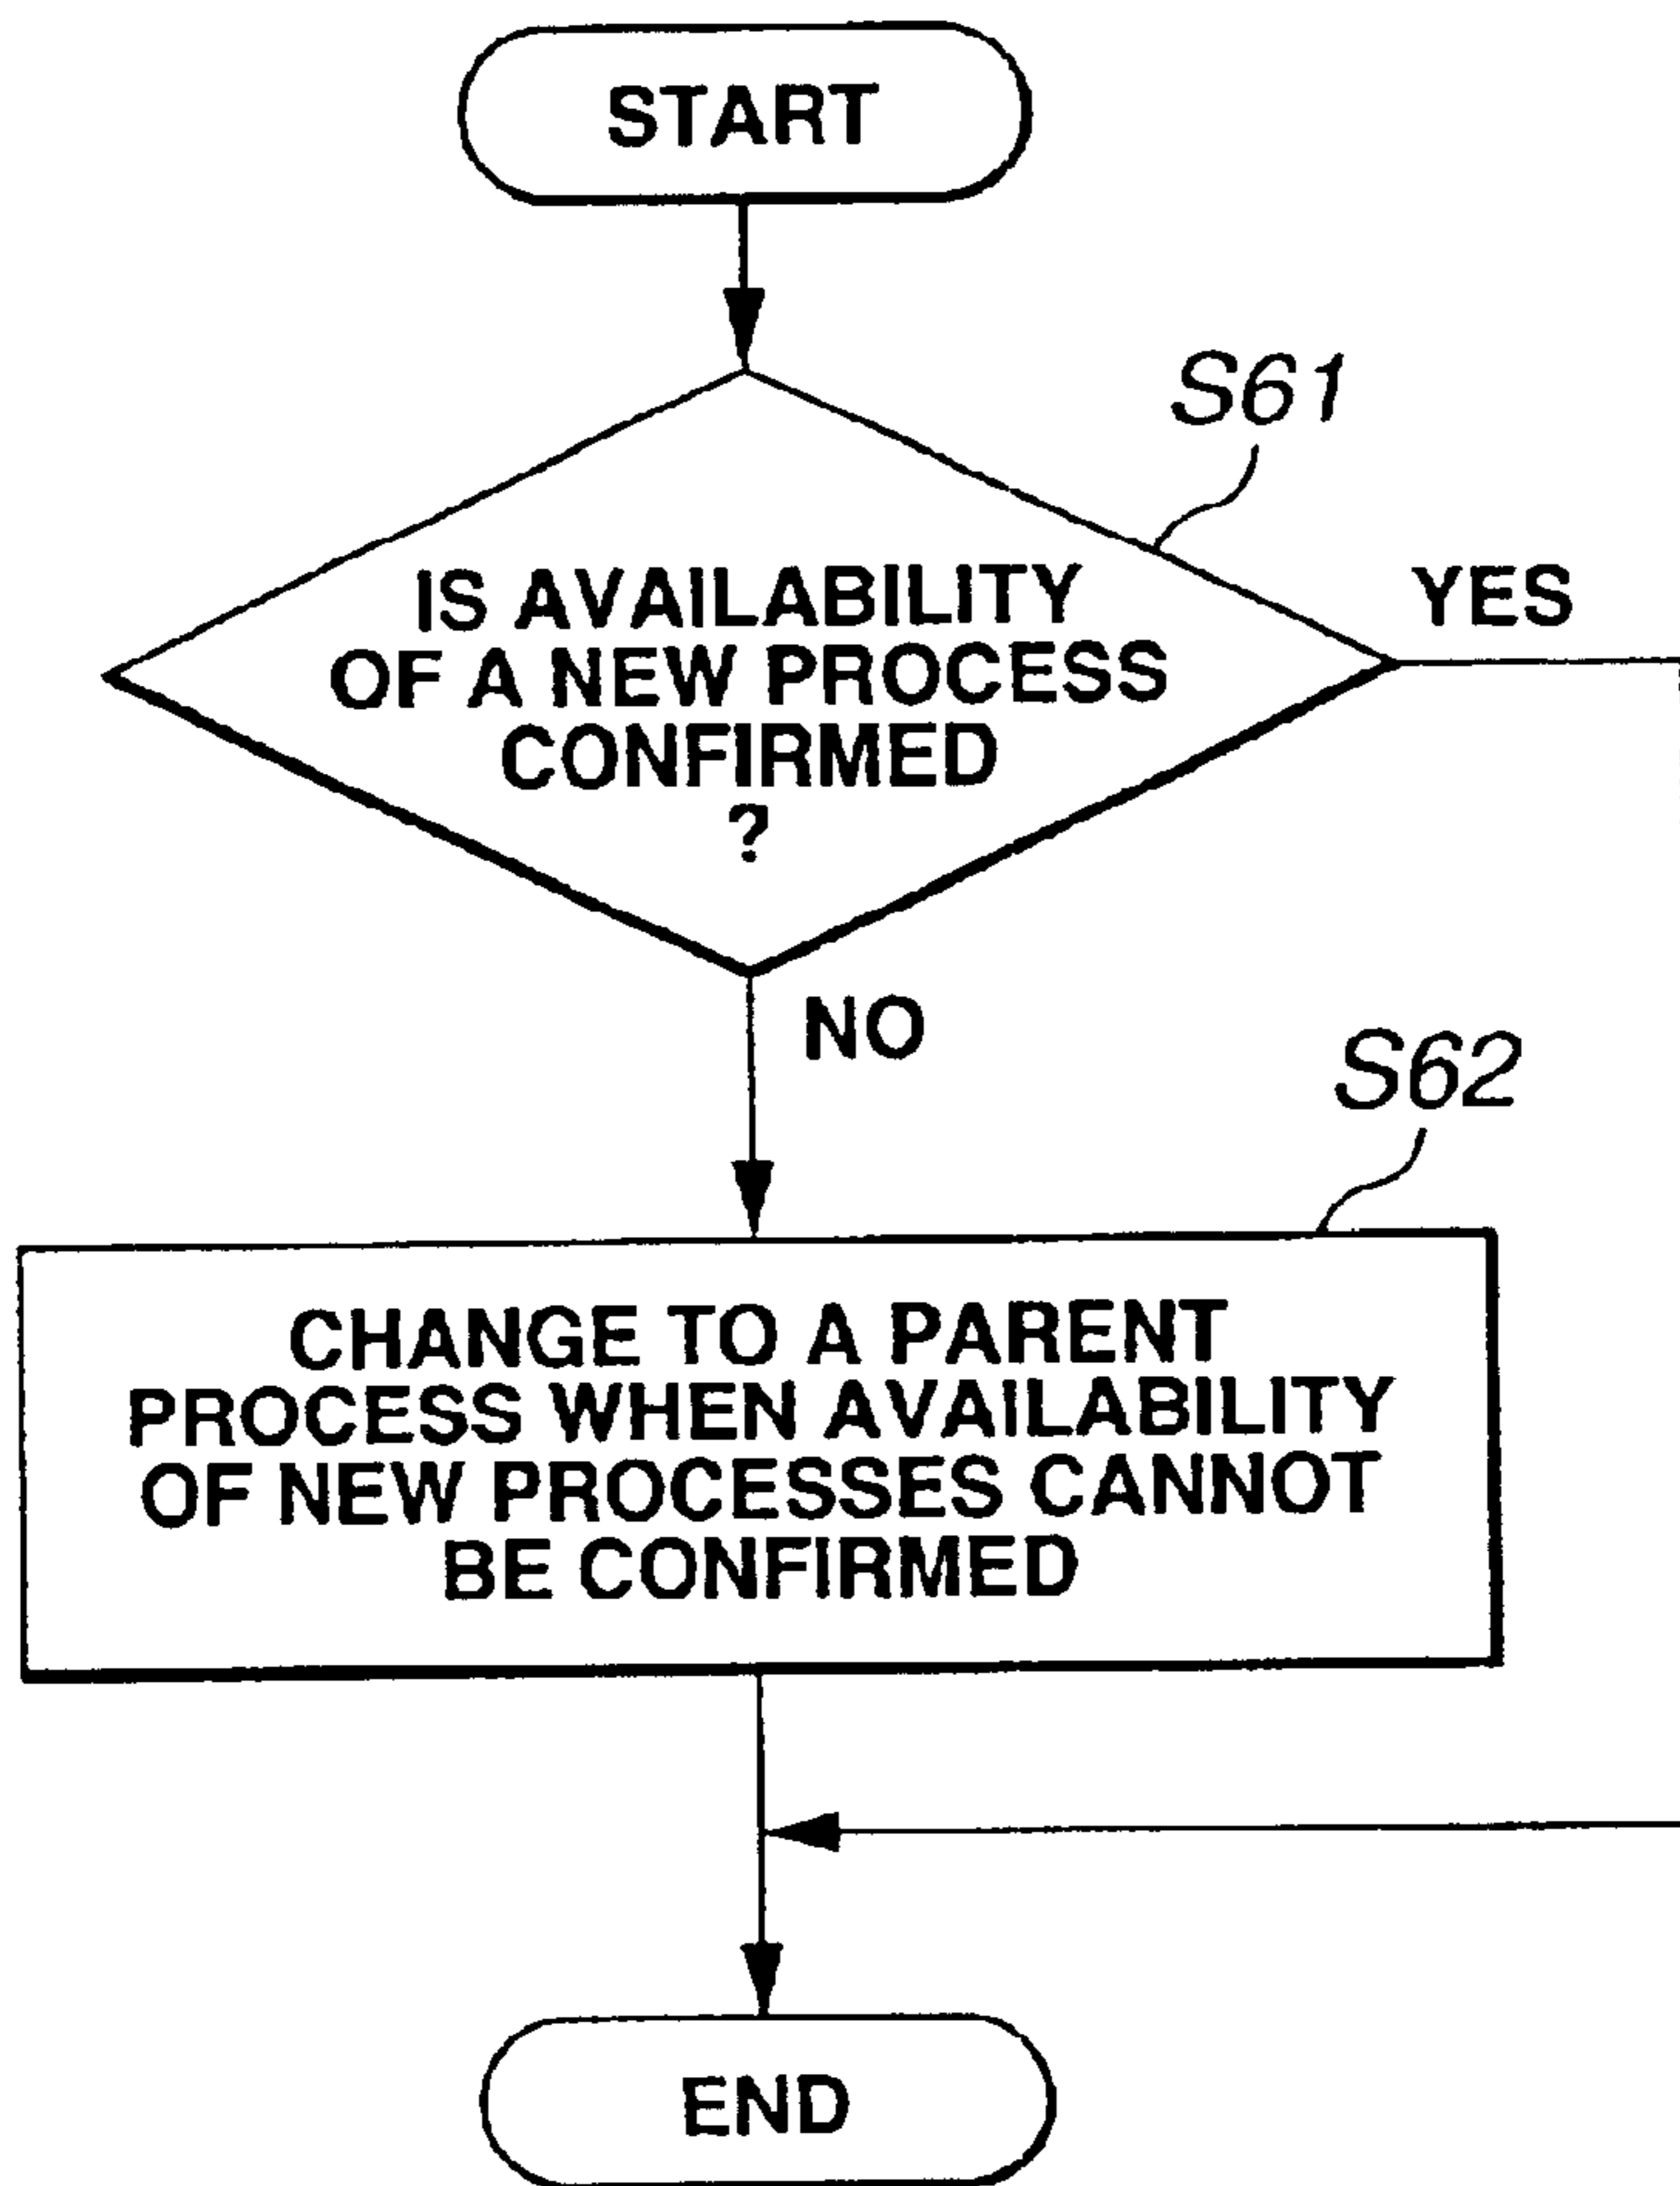 START
S61
IS AVAILABILITY
OF A NEW PROCESS
CONFIRMED
?
YES
NO
S62
CHANGE TO A PARENT
PROCESS WHEN AVAILABILITY
OF NEW PROCESSES CANNOT
BE CONFIRMED
END